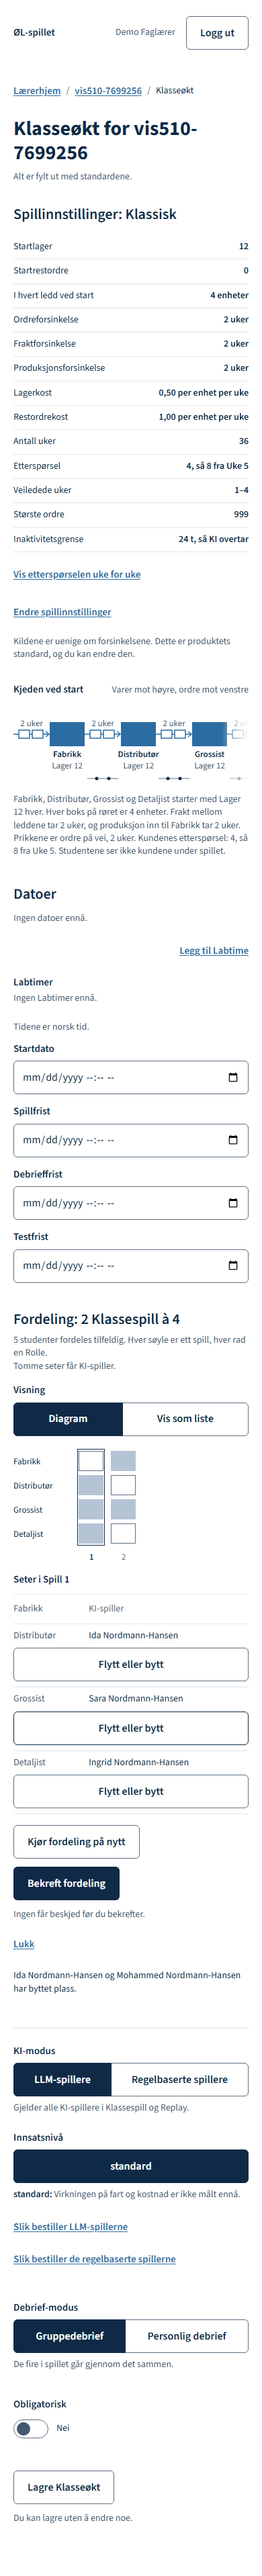 ØL-spillet
Demo Faglærer
Logg ut
Lærerhjem / vis510-7699256 / Klasseøkt
Klasseøkt for vis510-
7699256
Alt er fylt ut med standardene.
Spillinnstillinger: Klassisk
Startlager 12
Startrestordre 0
I hvert ledd ved start 4 enheter
Ordreforsinkelse 2 uker
Fraktforsinkelse 2 uker
Produksjonsforsinkelse 2 uker
Lagerkost 0,50 per enhet per uke
Restordrekost 1,00 per enhet per uke
Antall uker 36
Etterspørsel 4, så 8 fra Uke 5
Veiledede uker 1–4
Største ordre 999
Inaktivitetsgrense 24 t, så KI overtar
Vis etterspørselen uke for uke
Endre spillinnstillinger
Kildene er uenige om forsinkelsene. Dette er produktets
standard, og du kan endre den.
Kjeden ved start
Varer mot høyre, ordre mot venstre
2 uker 2 uker 2 uker
Fabrikk Distributør Grossist
Lager 12 Lager 12 Lager 12
Fabrikk, Distributør, Grossist og Detaljist starter med Lager
12 hver. Hver boks på røret er 4 enheter. Frakt mellom
leddene tar 2 uker, og produksjon inn til Fabrikk tar 2 uker.
Prikkene er ordre på vei, 2 uker. Kundenes etterspørsel: 4, så
8 fra Uke 5. Studentene ser ikke kundene under spillet.
Datoer
Ingen datoer ennå.
Legg til Labtime
Labtimer
Ingen Labtimer ennå.
Tidene er norsk tid.
Startdato
mm/dd/yyyy --:-- --
Spillfrist
mm/dd/yyyy --:-- --
Debrieffrist
mm/dd/yyyy --:-- --
Testfrist
mm/dd/yyyy --:-- --
Fordeling: 2 Klassespill à 4
5 studenter fordeles tilfeldig. Hver søyle er ett spill, hver rad
en Rolle.
Tomme seter får KI-spiller.
Visning
Diagram
Vis som liste
Fabrikk
Distributør
Grossist
Detaljist
1 2
Seter i Spill 1
Fabrikk KI-spiller
Distributør Ida Nordmann-Hansen
Flytt eller bytt
Grossist Sara Nordmann-Hansen
Flytt eller bytt
Detaljist Ingrid Nordmann-Hansen
Flytt eller bytt
Kjør fordeling på nytt
Bekreft fordeling
Ingen får beskjed før du bekrefter.
Lukk
Ida Nordmann-Hansen og Mohammed Nordmann-Hansen
har byttet plass.
KI-modus
LLM-spillere
Regelbaserte spillere
Gjelder alle KI-spillere i Klassespill og Replay.
Innsatsnivå
standard
standard: Virkningen på fart og kostnad er ikke målt ennå.
Slik bestiller LLM-spillerne
Slik bestiller de regelbaserte spillerne
Debrief-modus
Gruppedebrief
Personlig debrief
De fire i spillet går gjennom det sammen.
Obligatorisk
Nei
Lagre Klasseøkt
Du kan lagre uten å endre noe.